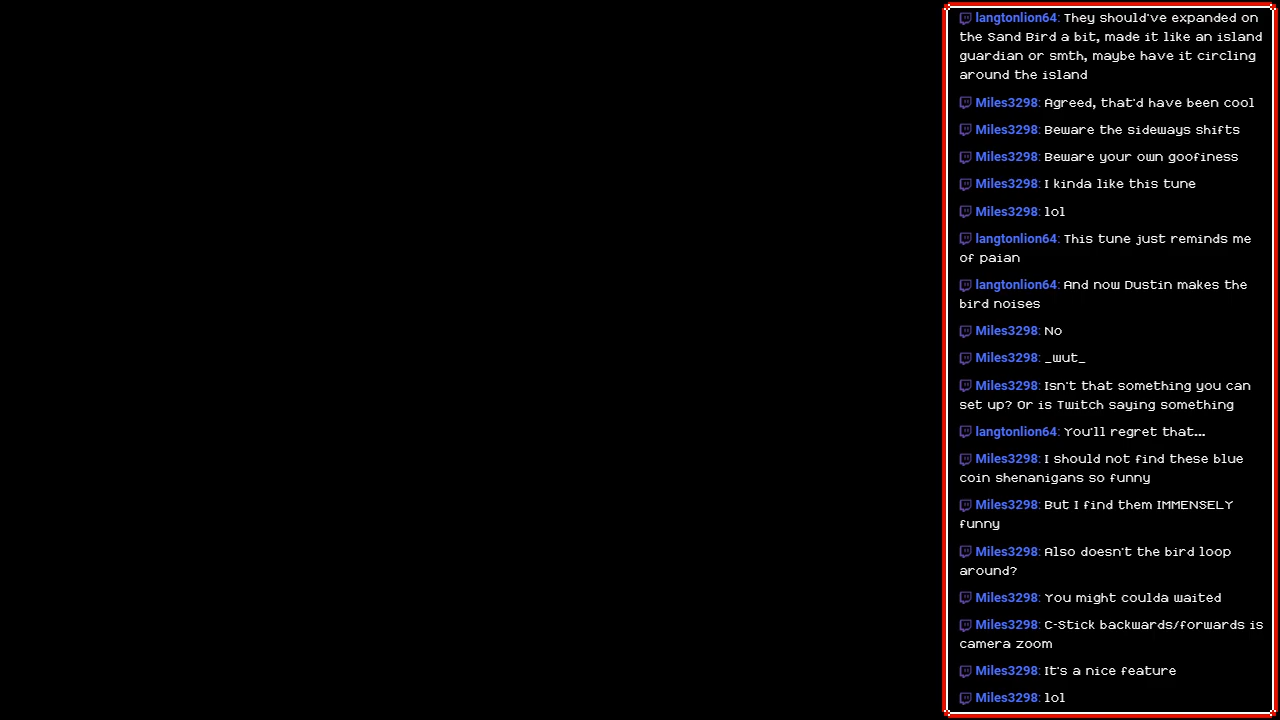 langtonlion64: They should've expanded on
the Sand Bird a bit, made it like an island
guardian or smth, maybe have it circling
around the island
Miles3298: Agreed, that'd have been cool
Miles3298: Beware the sideways shifts
Miles3298: Beware your own goofiness
Miles3298: I kinda like this tune
Miles3298: lol
langtonlion64: This tune just reminds me
of paian
langtonlion64: And now Dustin makes the
bird noises
Miles3298: No
Miles3298: _wut_
Miles3298: Isn't that something you can
set up? Or is Twitch saying something
langtonlion64: You'll regret that...
Miles3298: I should not find these blue
coin shenanigans so funny
Miles3298: But I find them IMMENSELY
funny
Miles3298: Also doesn't the bird loop
around?
Miles3298: You might coulda waited
Miles3298: C-Stick backwards/forwards is
camera zoom
Miles3298: It's a nice feature
Miles3298: lol